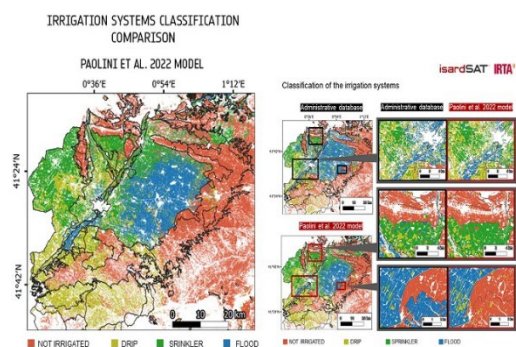 IRRIGATION SYSTEMS CLASSIFICATION
COMPARISON
PAOLINI ET AL. 2022 MODEL
0°36'E 0°54'E 1°12'E
41°24'N
41°42'N
0 10 20 km
NOT IRRIGATED DRIP SPRINKLER FLOOD
isardSAT IRTA
Classification of the irrigation systems
Administrative database
Administrative database
Paolini et al. 2022 model
Paolini et al. 2022 model
NOT IRRIGATED DRIP SPRINKLER FLOOD